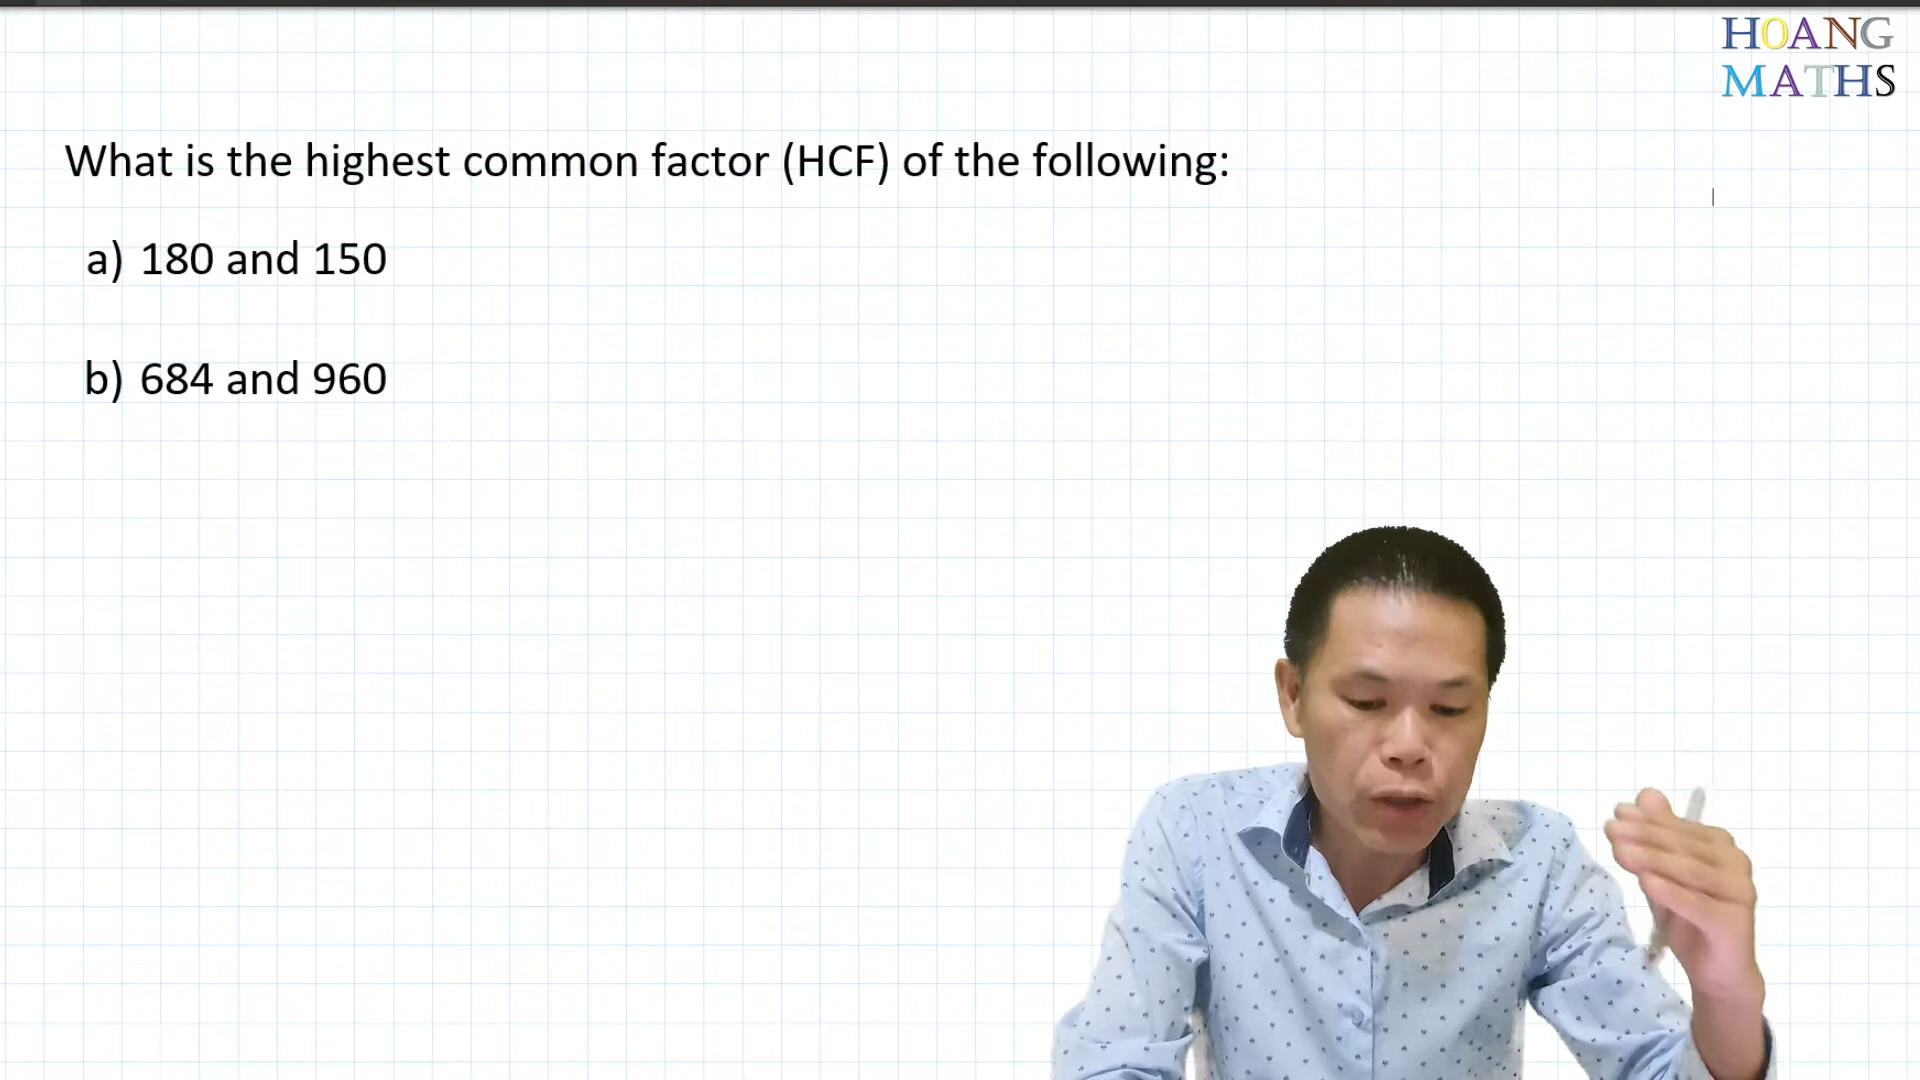 HOANG
MATHS
What is the highest common factor (HCF) of the following:
a) 180 and 150
b) 684 and 960